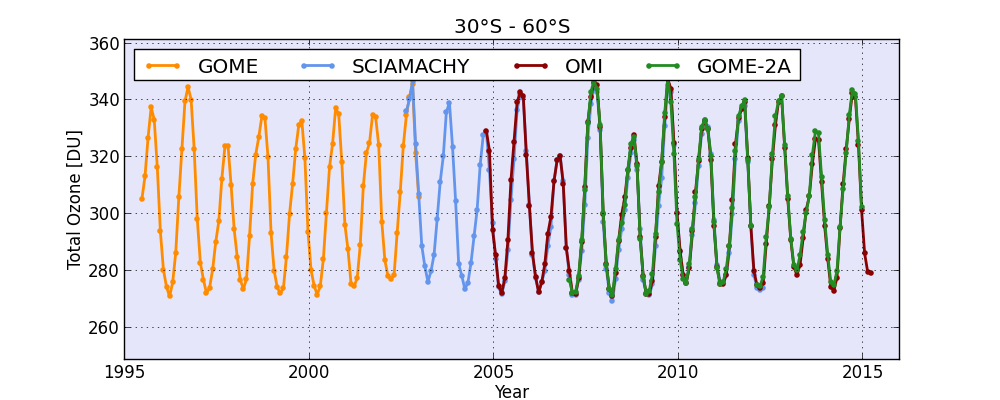 30°S - 60°S
GOME SCIAMACHY OMI GOME-2A
Total Ozone [DU]
360
340
320
300
280
260
1995 2000 2005 2010 2015
Year